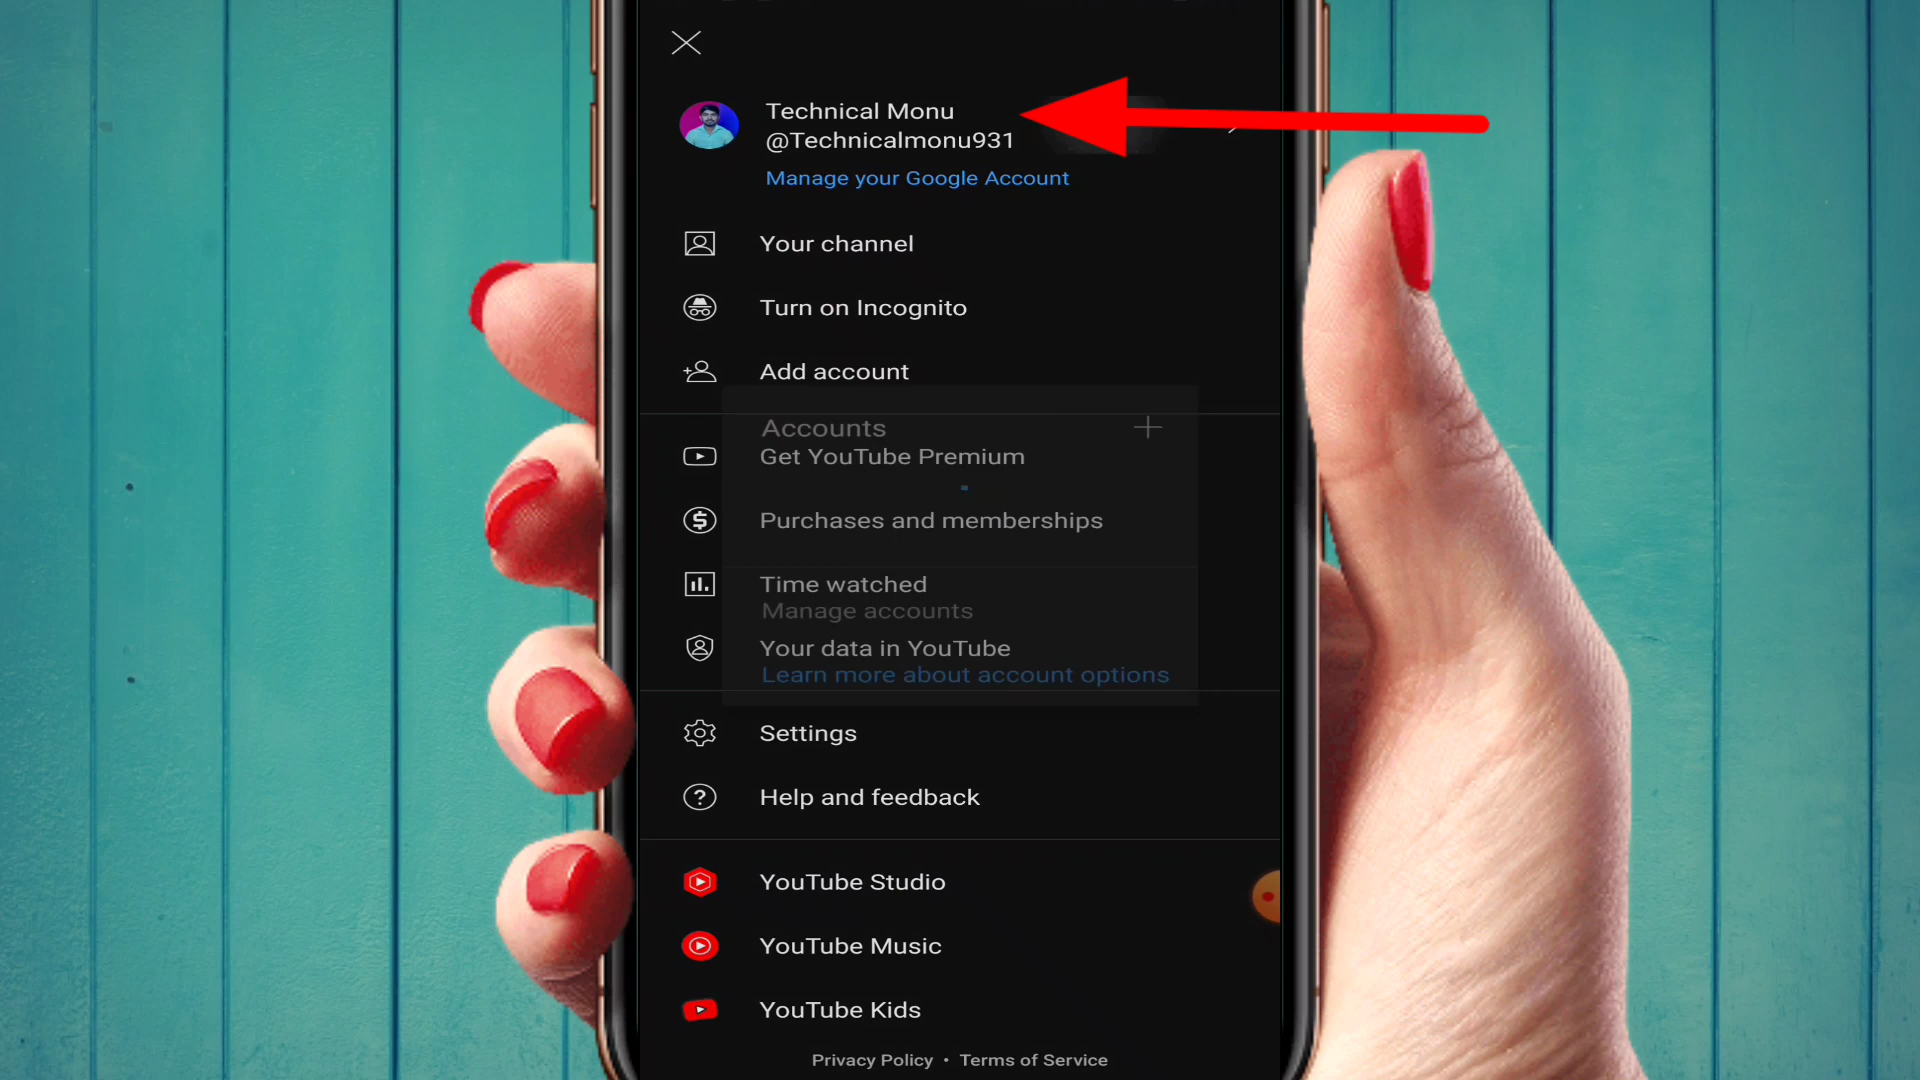 Technical Monu
@Technicalmonu931
Manage your Google Account
Your channel
Turn on Incognito
Add account
Accounts
Get YouTube Premium
Purchases and memberships
Time watched
Manage accounts
Your data in YouTube
Learn more about account options
Settings
Help and feedback
YouTube Studio
YouTube Music
YouTube Kids
Privacy Policy • Terms of Service